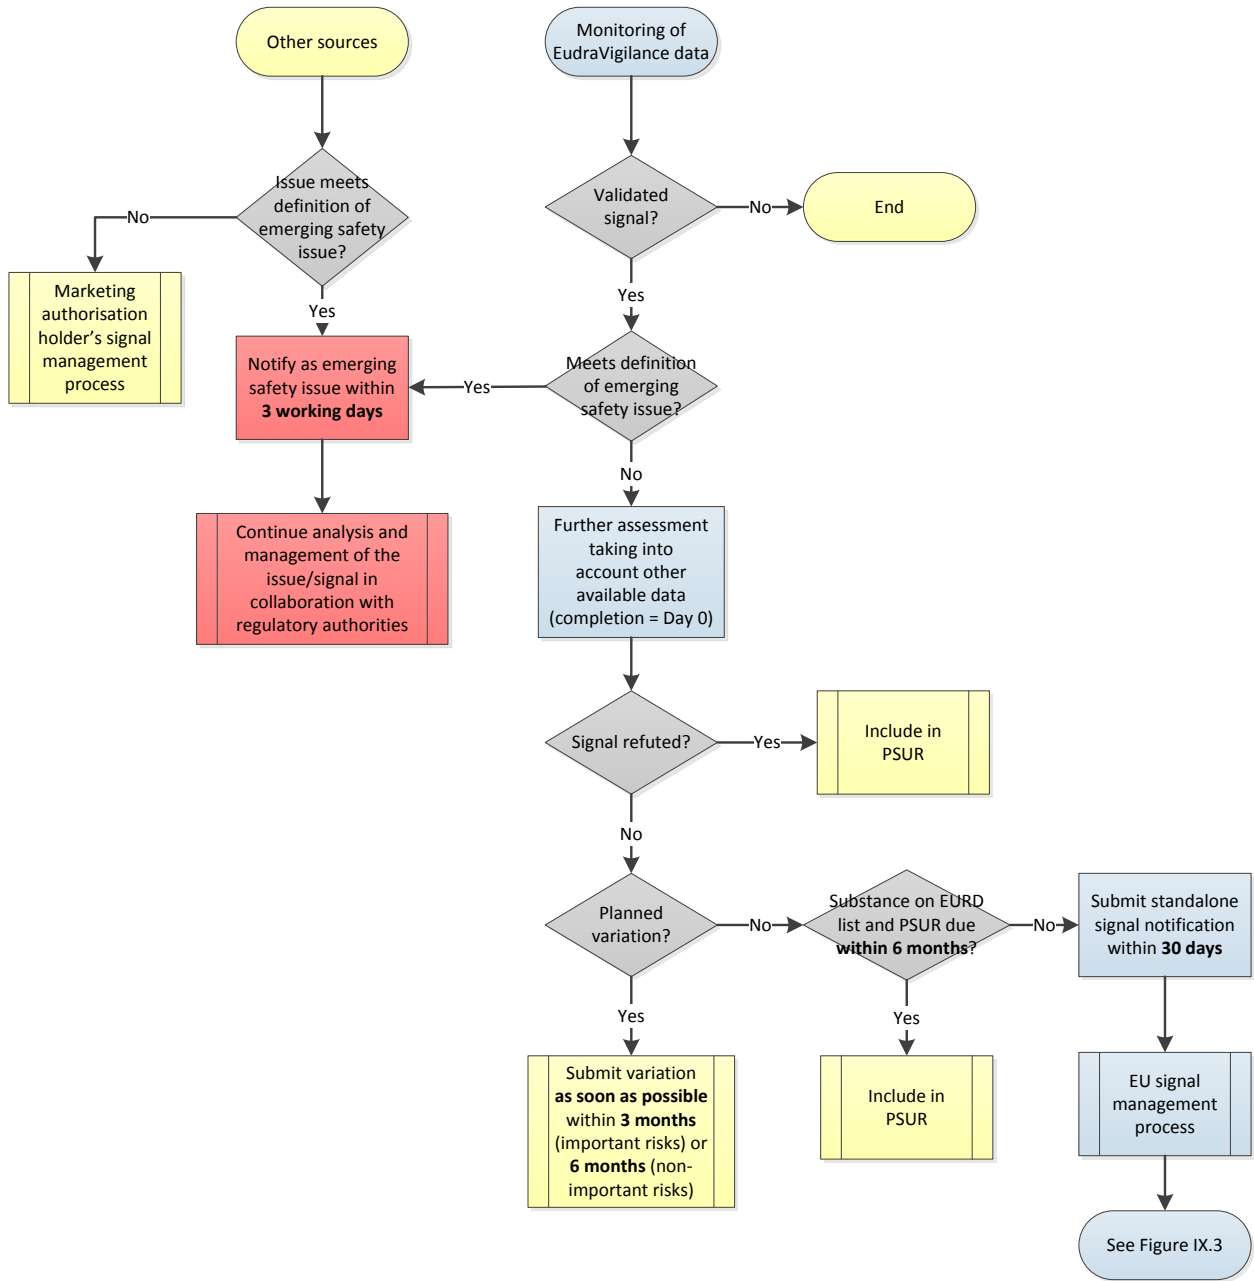 Other sources
Monitoring of
EudraVigilance data
Issue meets
definition of
emerging safety
issue?
Validated
signal?
No
End
No
Marketing
authorisation
holder's signal
management
process
Yes
Yes
Notify as emerging
safety issue within
3 working days
Yes
Meets definition
of emerging
safety issue?
No
Continue analysis and
management of the
issue/signal in
collaboration with
regulatory authorities
Further assessment
taking into
account other
available data
(completion = Day 0)
Signal refuted?
Yes
Include in
PSUR
No
Planned
variation?
No
Substance on EURD
list and PSUR due
within 6 months?
No
Submit standalone
signal notification
within 30 days
Yes
Yes
Submit variation
as soon as possible
within 3 months
(important risks) or
6 months (non-
important risks)
Include in
PSUR
EU signal
management
process
See Figure IX.3